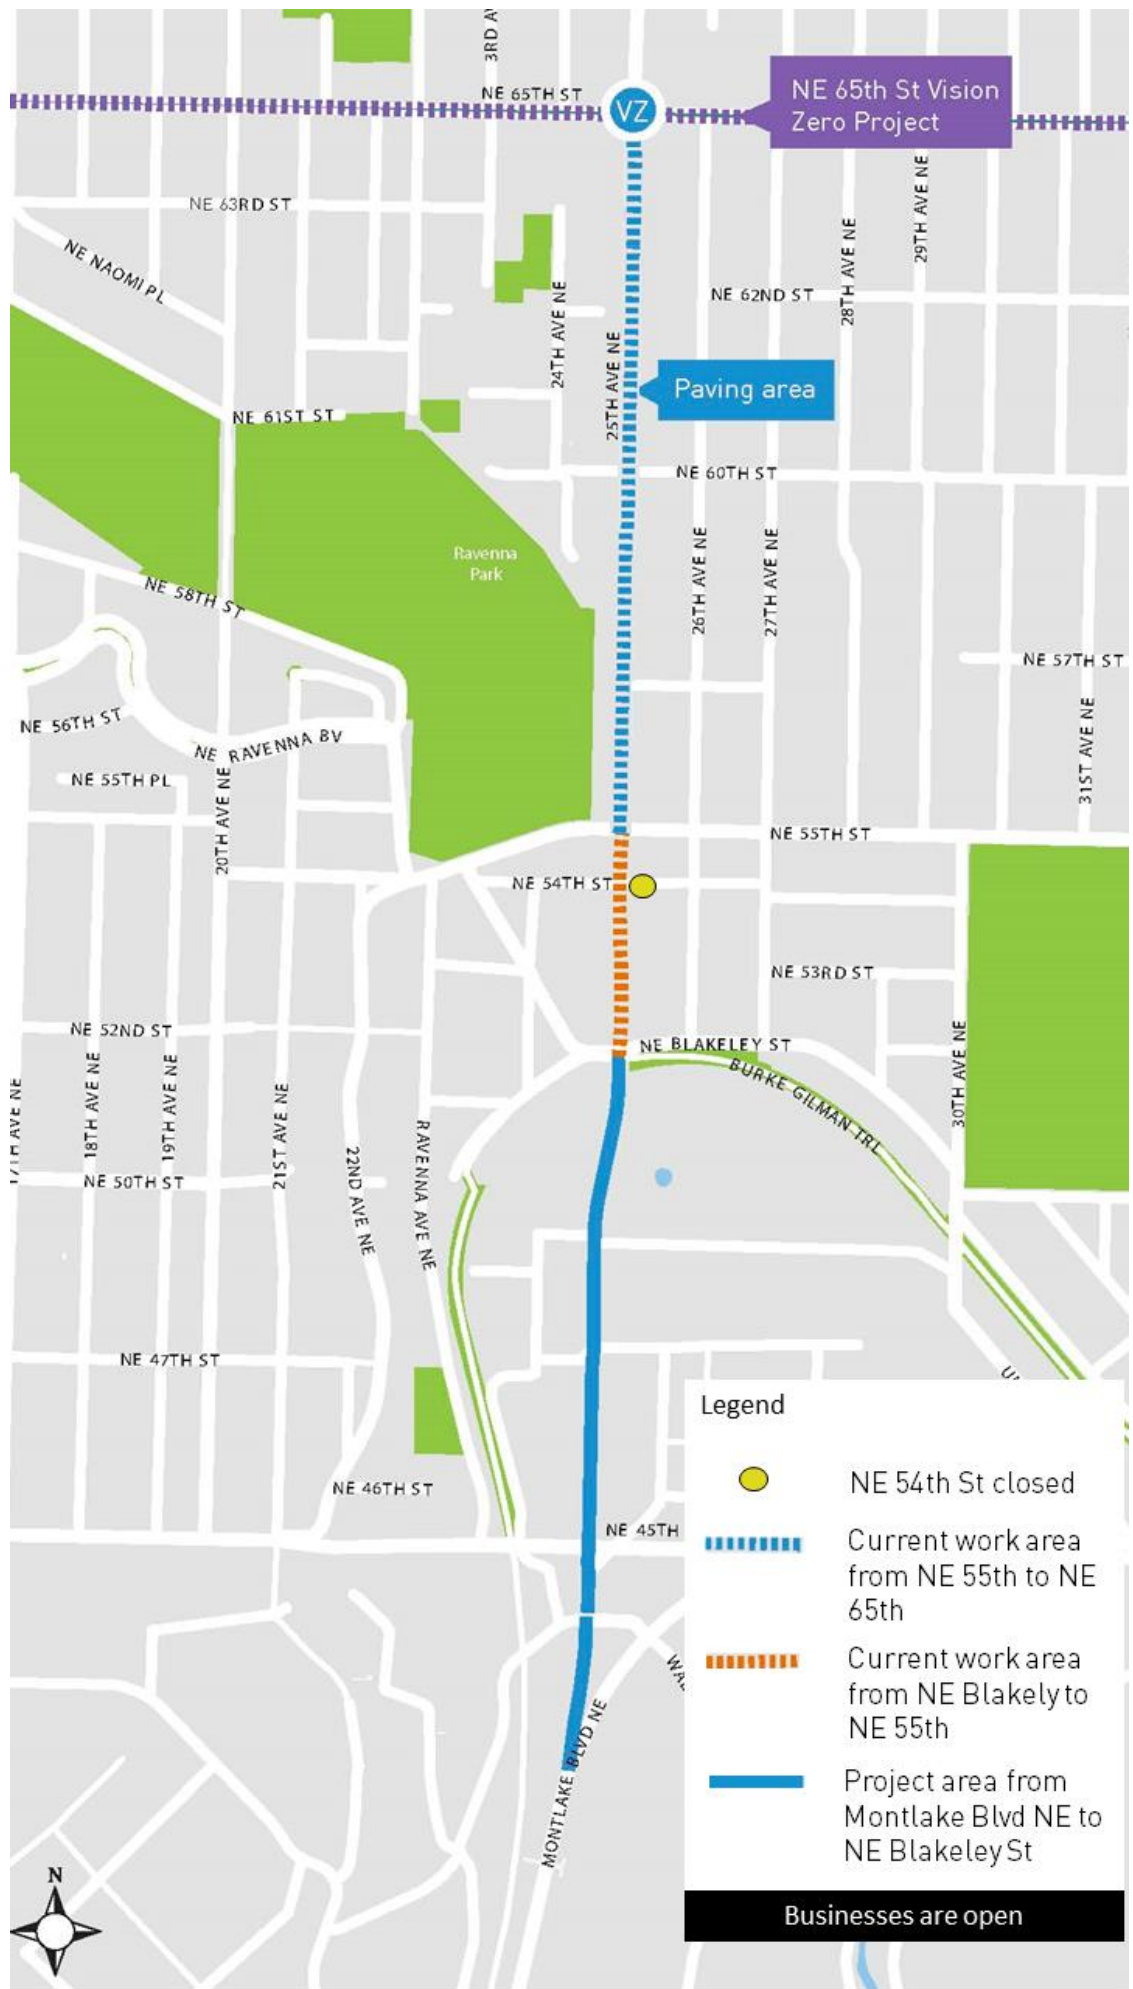 3RD AV
NE 65TH ST
VZ
NE 65th St Vision
Zero Project
NE 63RD ST
NE NAOMI PL
29TH AVE NE
28TH AVE NE
NE 62ND ST
24TH AVE NE
25TH AVE NE
Paving area
NE 61ST ST
NE 60TH ST
Ravenna
Park
26TH AVE NE
27TH AVE NE
NE 58TH ST
NE 57TH ST
NE 56TH ST
NE RAVENNA BV
31ST AVE NE
NE 55TH PL
20TH AVE NE
NE 55TH ST
NE 54TH ST
NE 53RD ST
NE 52ND ST
NE BLAKELEY ST
BURKE GILMAN TRL
30TH AVE NE
17TH AVE NE
18TH AVE NE
19TH AVE NE
21ST AVE NE
22ND AVE NE
RAVENNA AVE NE
NE 50TH ST
NE 47TH ST
NE 46TH ST
NE 45TH
MONTLAKE BLVD NE
Legend
NE 54th St closed
Current work area
from NE 55th to NE
65th
Current work area
from NE Blakely to
NE 55th
Project area from
Montlake Blvd NE to
NE Blakeley St
Businesses are open
N